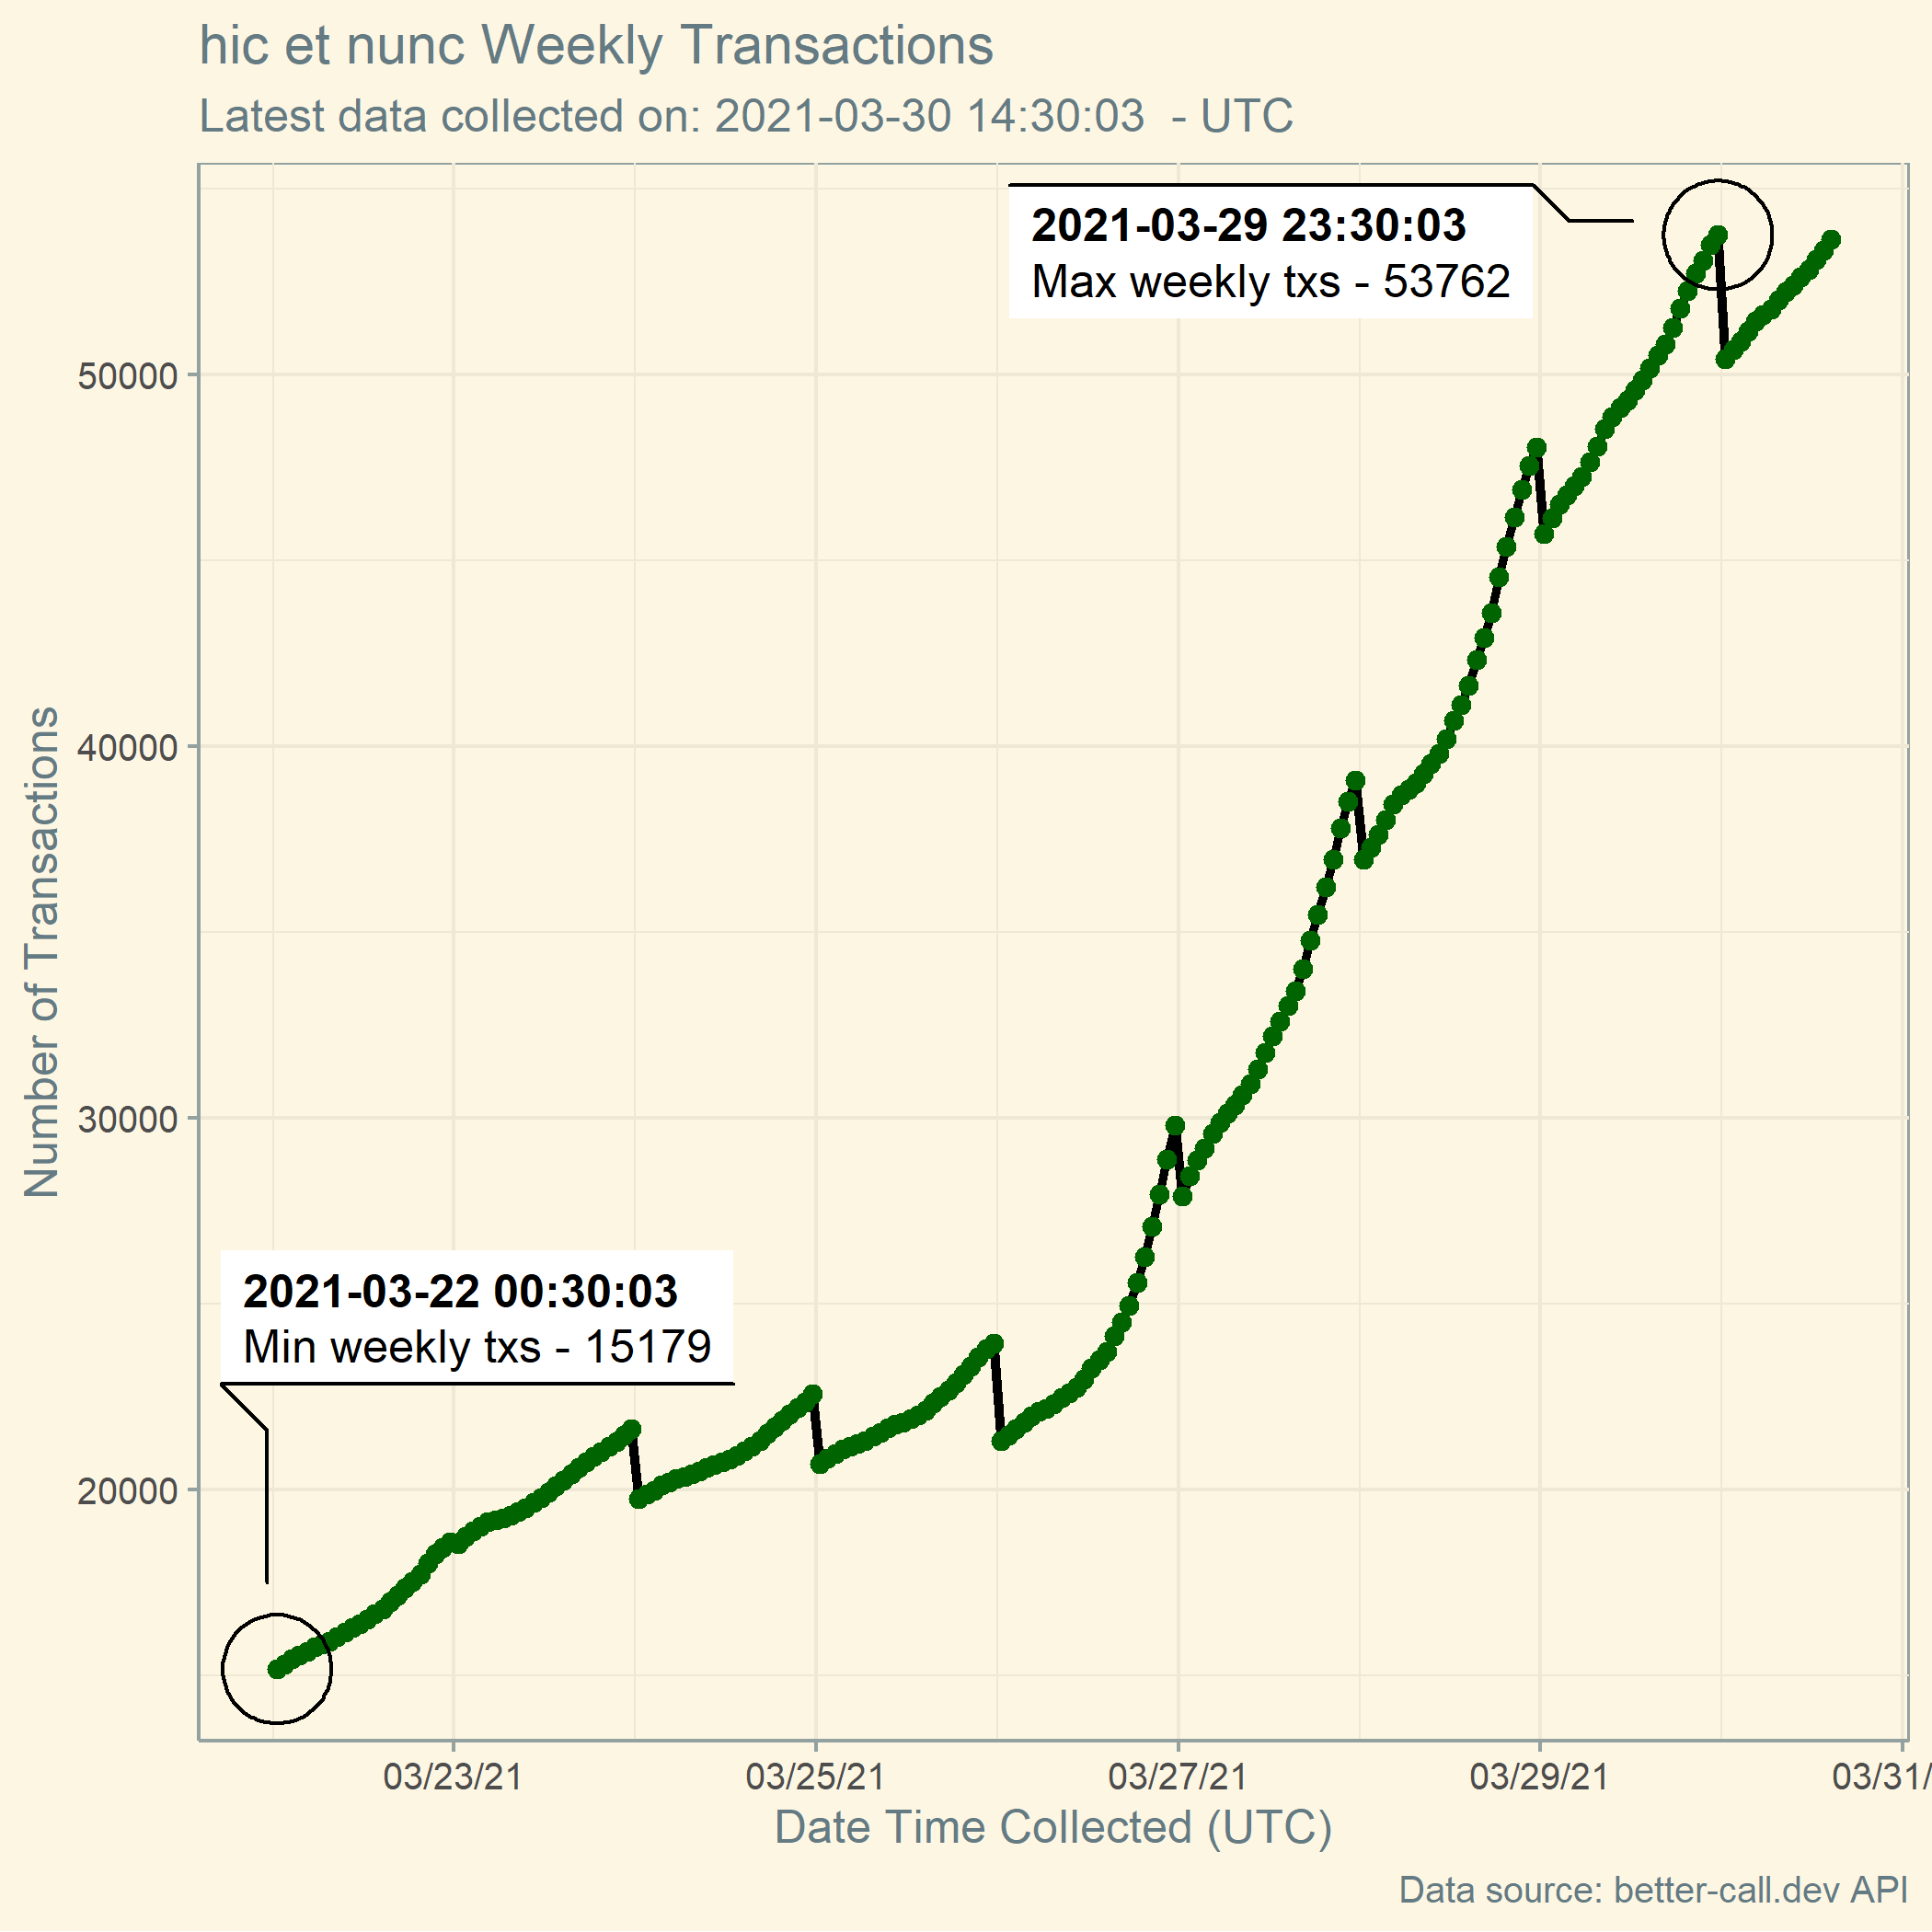 hic et nunc Weekly Transactions
Latest data collected on: 2021-03-30 14:30:03 - UTC
2021-03-29 23:30:03
Max weekly txs - 53762
50000
40000
30000
20000
Number of Transactions
2021-03-22 00:30:03
Min weekly txs - 15179
03/23/21
03/25/21
03/27/21
03/29/21
03/31/
Date Time Collected (UTC)
Data source: better-call.dev API